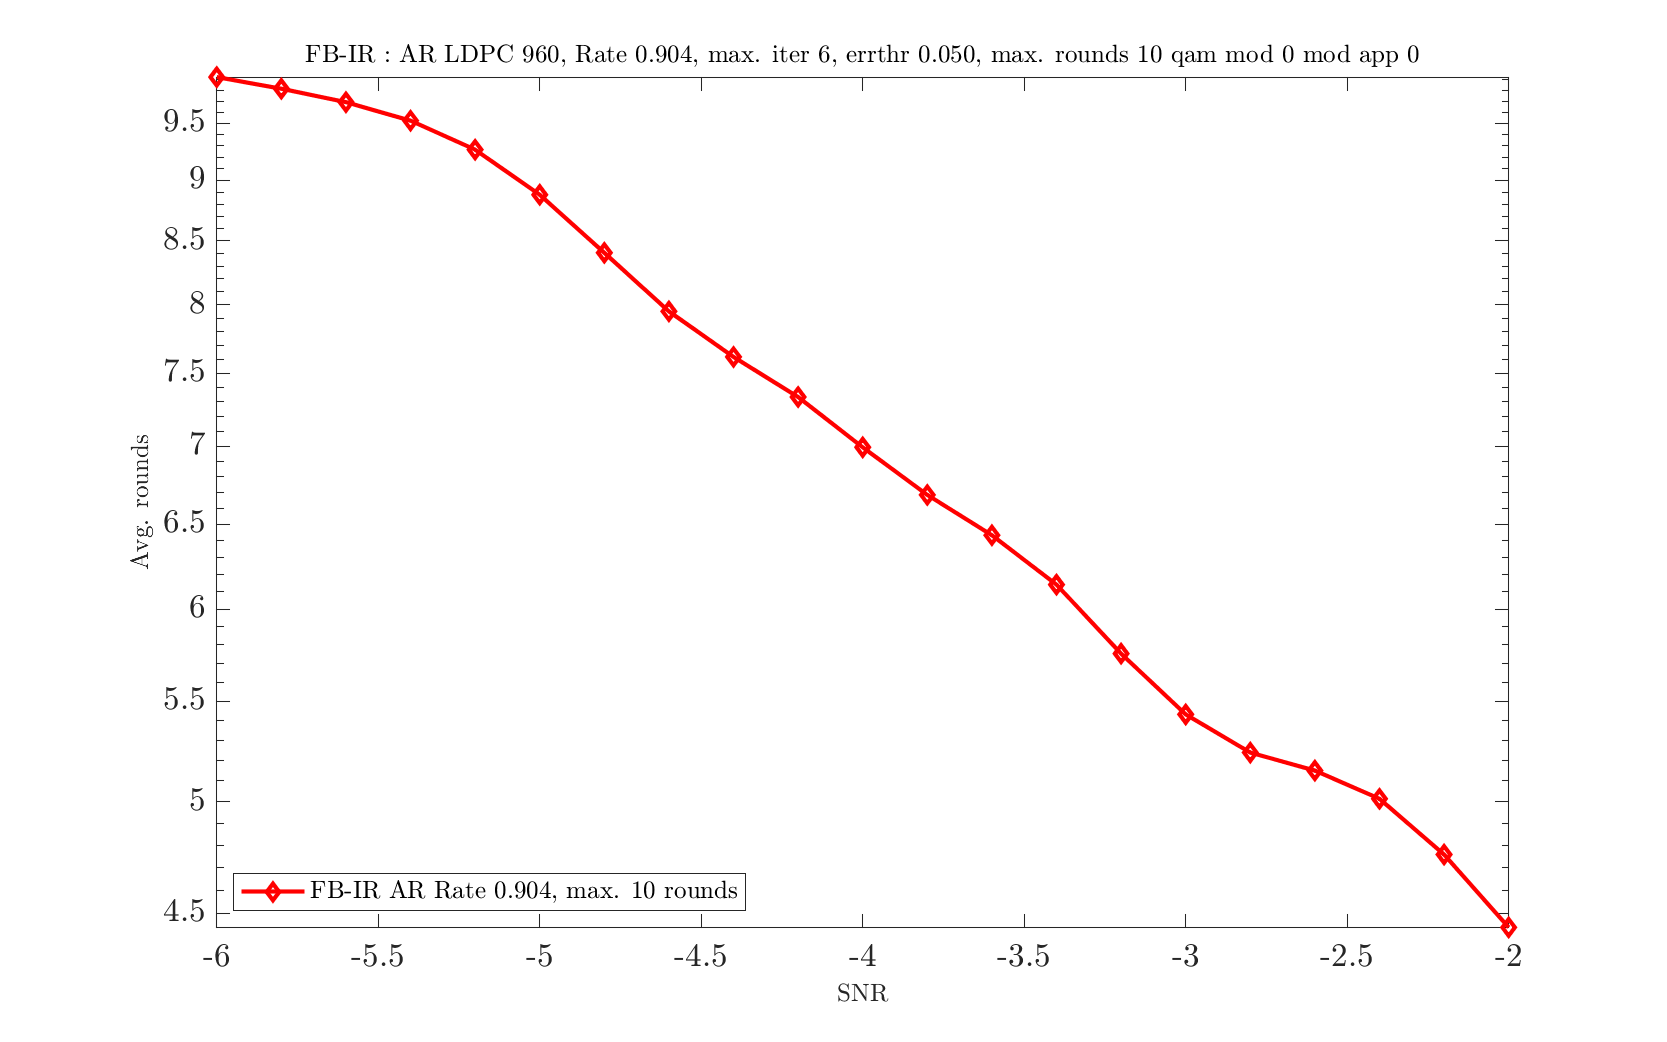 FB-IR : AR LDPC 960, Rate 0.904, max. iter 6, errthr 0.050, max. rounds 10 qam mod 0 mod app 0
9.5
9
8.5
8
7.5
7
6.5
6
5.5
5
4.5
Avg. rounds
FB-IR AR Rate 0.904, max. 10 rounds
-6 -5.5 -5 -4.5 -4 -3.5 -3 -2.5 -2
SNR